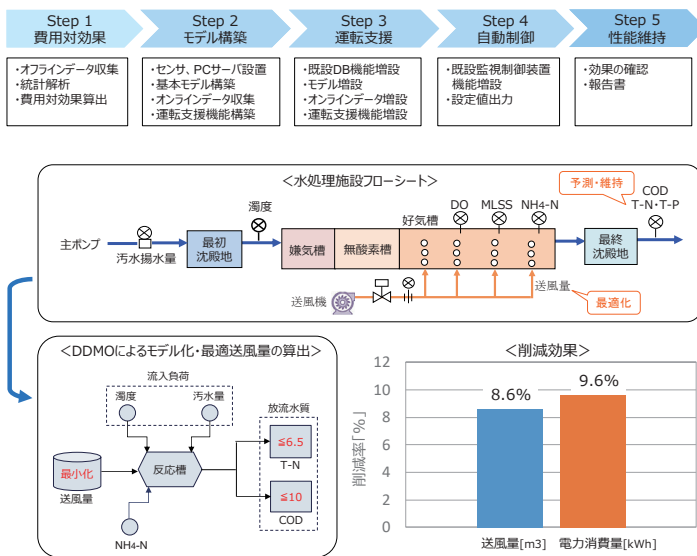 Step 1
費用対効果
Step 2
モデル構築
Step 3
運転支援
Step 4
自動制御
Step 5
性能維持
・オフラインデータ収集
・統計解析
・費用対効果算出
・センサ、PCサーバ設置
・基本モデル構築
・オンラインデータ収集
・運転支援機能構築
・既設DB機能増設
・モデル増設
・オンラインデータ増設
・運転支援機能増設
・既設監視制御装置
機能増設
・設定値出力
・効果の確認
・報告書
<水処理施設フローシート>
予測・維持
濁度
好気槽
DO
MLSS
NH4-N
COD
T-N・T-P
主ポンプ
汚水揚水量
最初
沈殿地
嫌気槽
無酸素槽
最終
沈殿地
送風機
送風量
最適化
<DDMOによるモデル化・最適送風量の算出>
流入負荷
濁度
汚水量
放流水質
最小化
送風量
反応槽
≦6.5
T-N
≦10
COD
NH4-N
<削減効果>
削減率「%」
12
10
8
6
4
2
0
8.6%
9.6%
送風量[m3]
電力消費量[kWh]